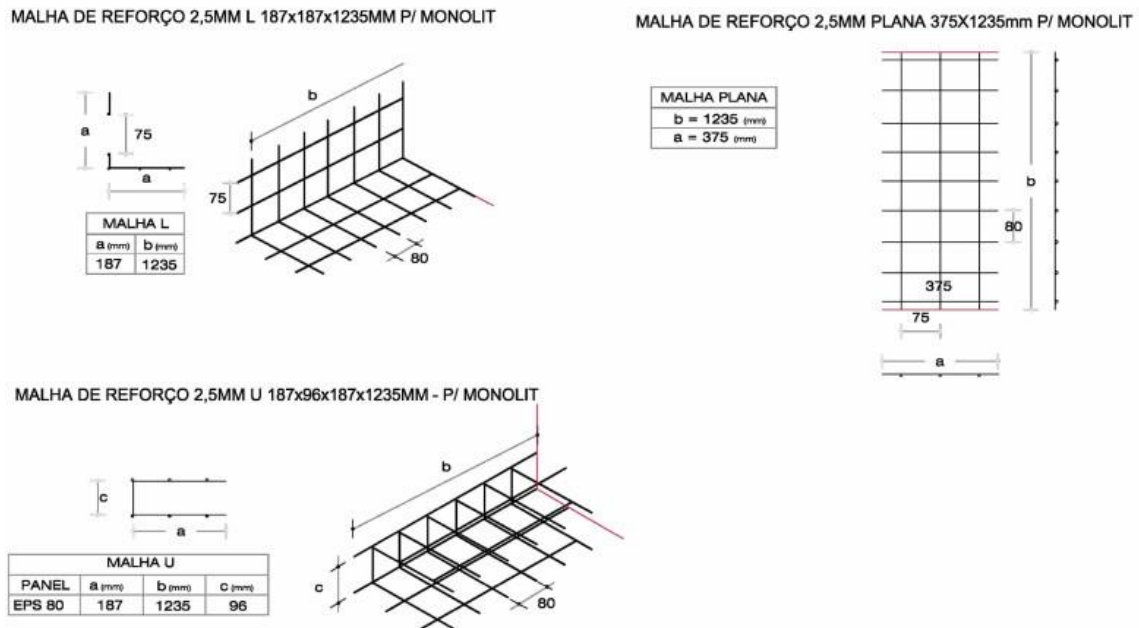 MALHA DE REFORÇO 2,5MM L 187x187x1235MM P/ MONOLIT
a
75
a
MALHA L
a (mm) b (mm)
187 1235
b
75
80
MALHA DE REFORÇO 2,5MM PLANA 375X1235mm P/ MONOLIT
MALHA PLANA
b = 1235 (mm)
a = 375 (mm)
b
80
375
75
a
MALHA DE REFORÇO 2,5MM U 187x96x187x1235MM - P/ MONOLIT
c
a
MALHA U
PANEL a (mm) b (mm) C (mm)
EPS 80 187 1235 96
b
c
80